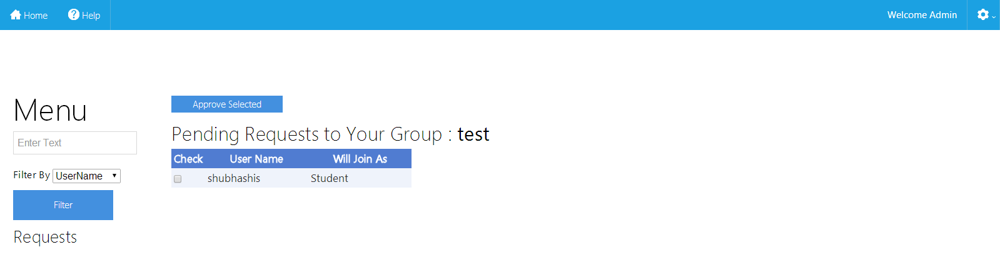 Home Help Welcome Admin
Menu
Enter Text
Filter By UserName
Filter
Requests
Approve Selected
Pending Requests to Your Group : test
Check User Name Will Join As
shubhashis Student